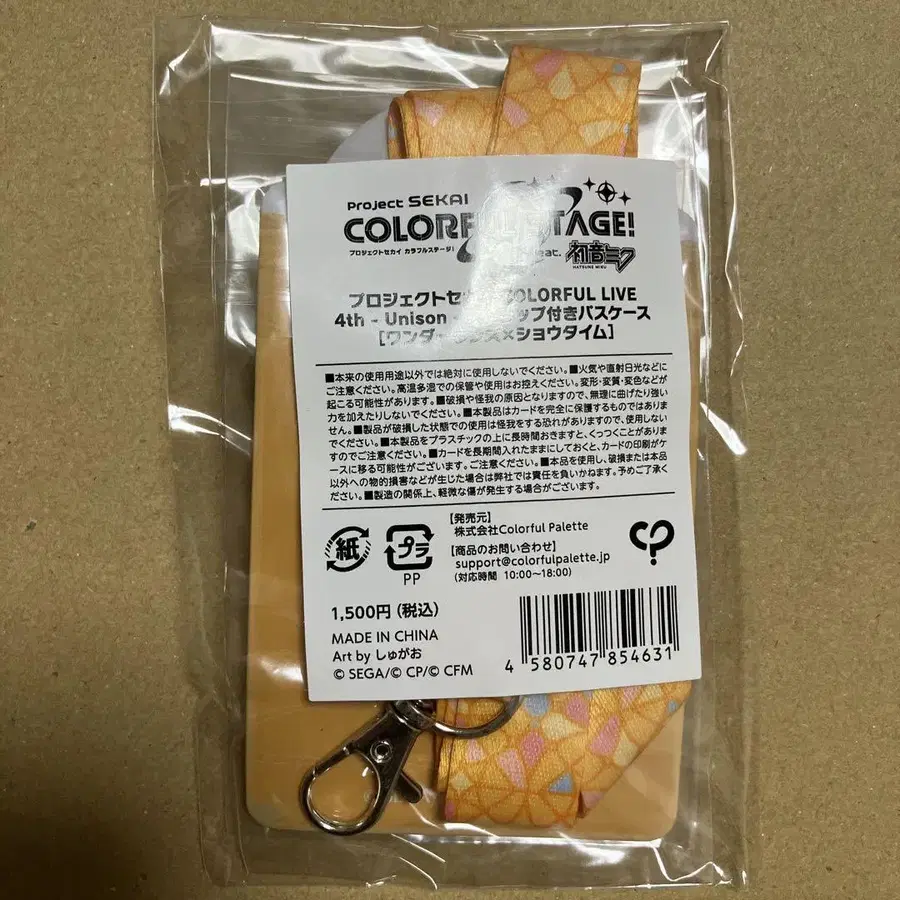 Project SEKAI
COLORFUL STAGE!
プロジェクトセカイ カラフルステージ！
feat. 初音ミク
HATSUNE MIKU
プロジェクトセカイ COLORFUL LIVE
4th - Unison - ップ付きパスケース
［ワンダーランズ×ショウタイム］
■本来の使用用途以外では絶対に使用しないでください。■火気や直射日光などに
ご注意ください。高温多湿での保管や使用はお控えください。変形・変質・変色などが
起こる可能性があります。■破損や怪我の原因となりますので、無理に曲げたり強い
力を加えたりしないでください。■本製品はカードを完全に保護するものではありま
せん。■製品が破損した状態での使用は怪我をする恐れがありますので、使用しない
でください。■本製品をプラスチックの上に長時間おきますと、くっつくことがありま
すのでご注意ください。■カードを長期間入れたままにしておくと、カードの印刷がケ
ースに移る可能性がございます。ご注意ください。■本品を使用し、破損または本品
以外への物的損害などが生じた場合は弊社では責任を負いかねます。予めご了承く
ださい。■製造の関係上、軽微な傷が発生する場合がございます。
紙
プラ
PP
【発売元】
株式会社Colorful Palette
【商品のお問い合わせ】
support@colorfulpalette.jp
(対応時間 10:00〜18:00)
1,500円（税込）
MADE IN CHINA
Art by しゅがお
© SEGA/© CP/© CFM
4 580747 854631